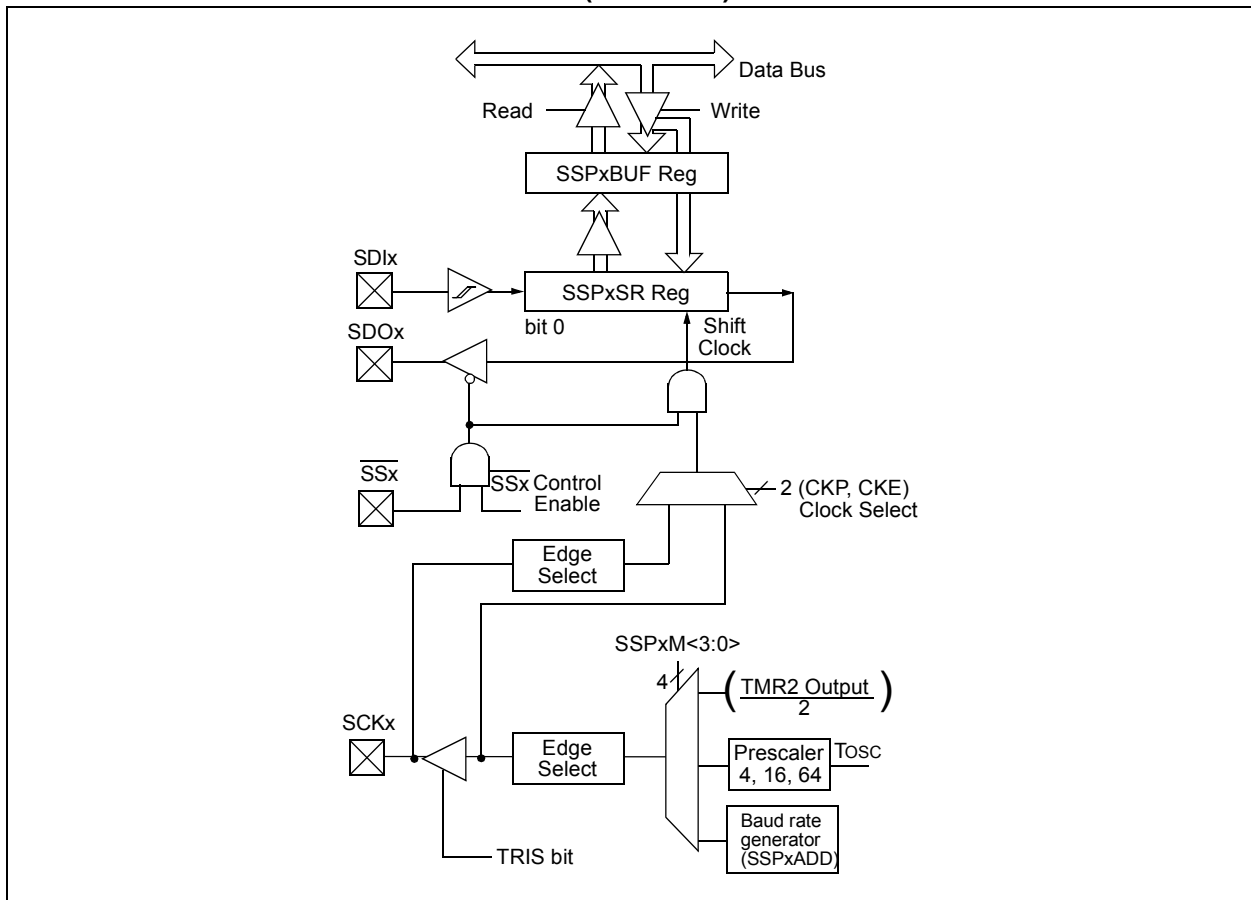 Data Bus
Read
Write
SSPxBUF Reg
SDIx
SSPxSR Reg
bit 0
Shift
Clock
SDOx
SSx
SSx Control
Enable
2 (CKP, CKE)
Clock Select
Edge
Select
SSPxM<3:0>
4
( TMR2 Output )
2
SCKx
Edge
Select
Prescaler
4, 16, 64
TOSC
Baud rate
generator
(SSPxADD)
TRIS bit